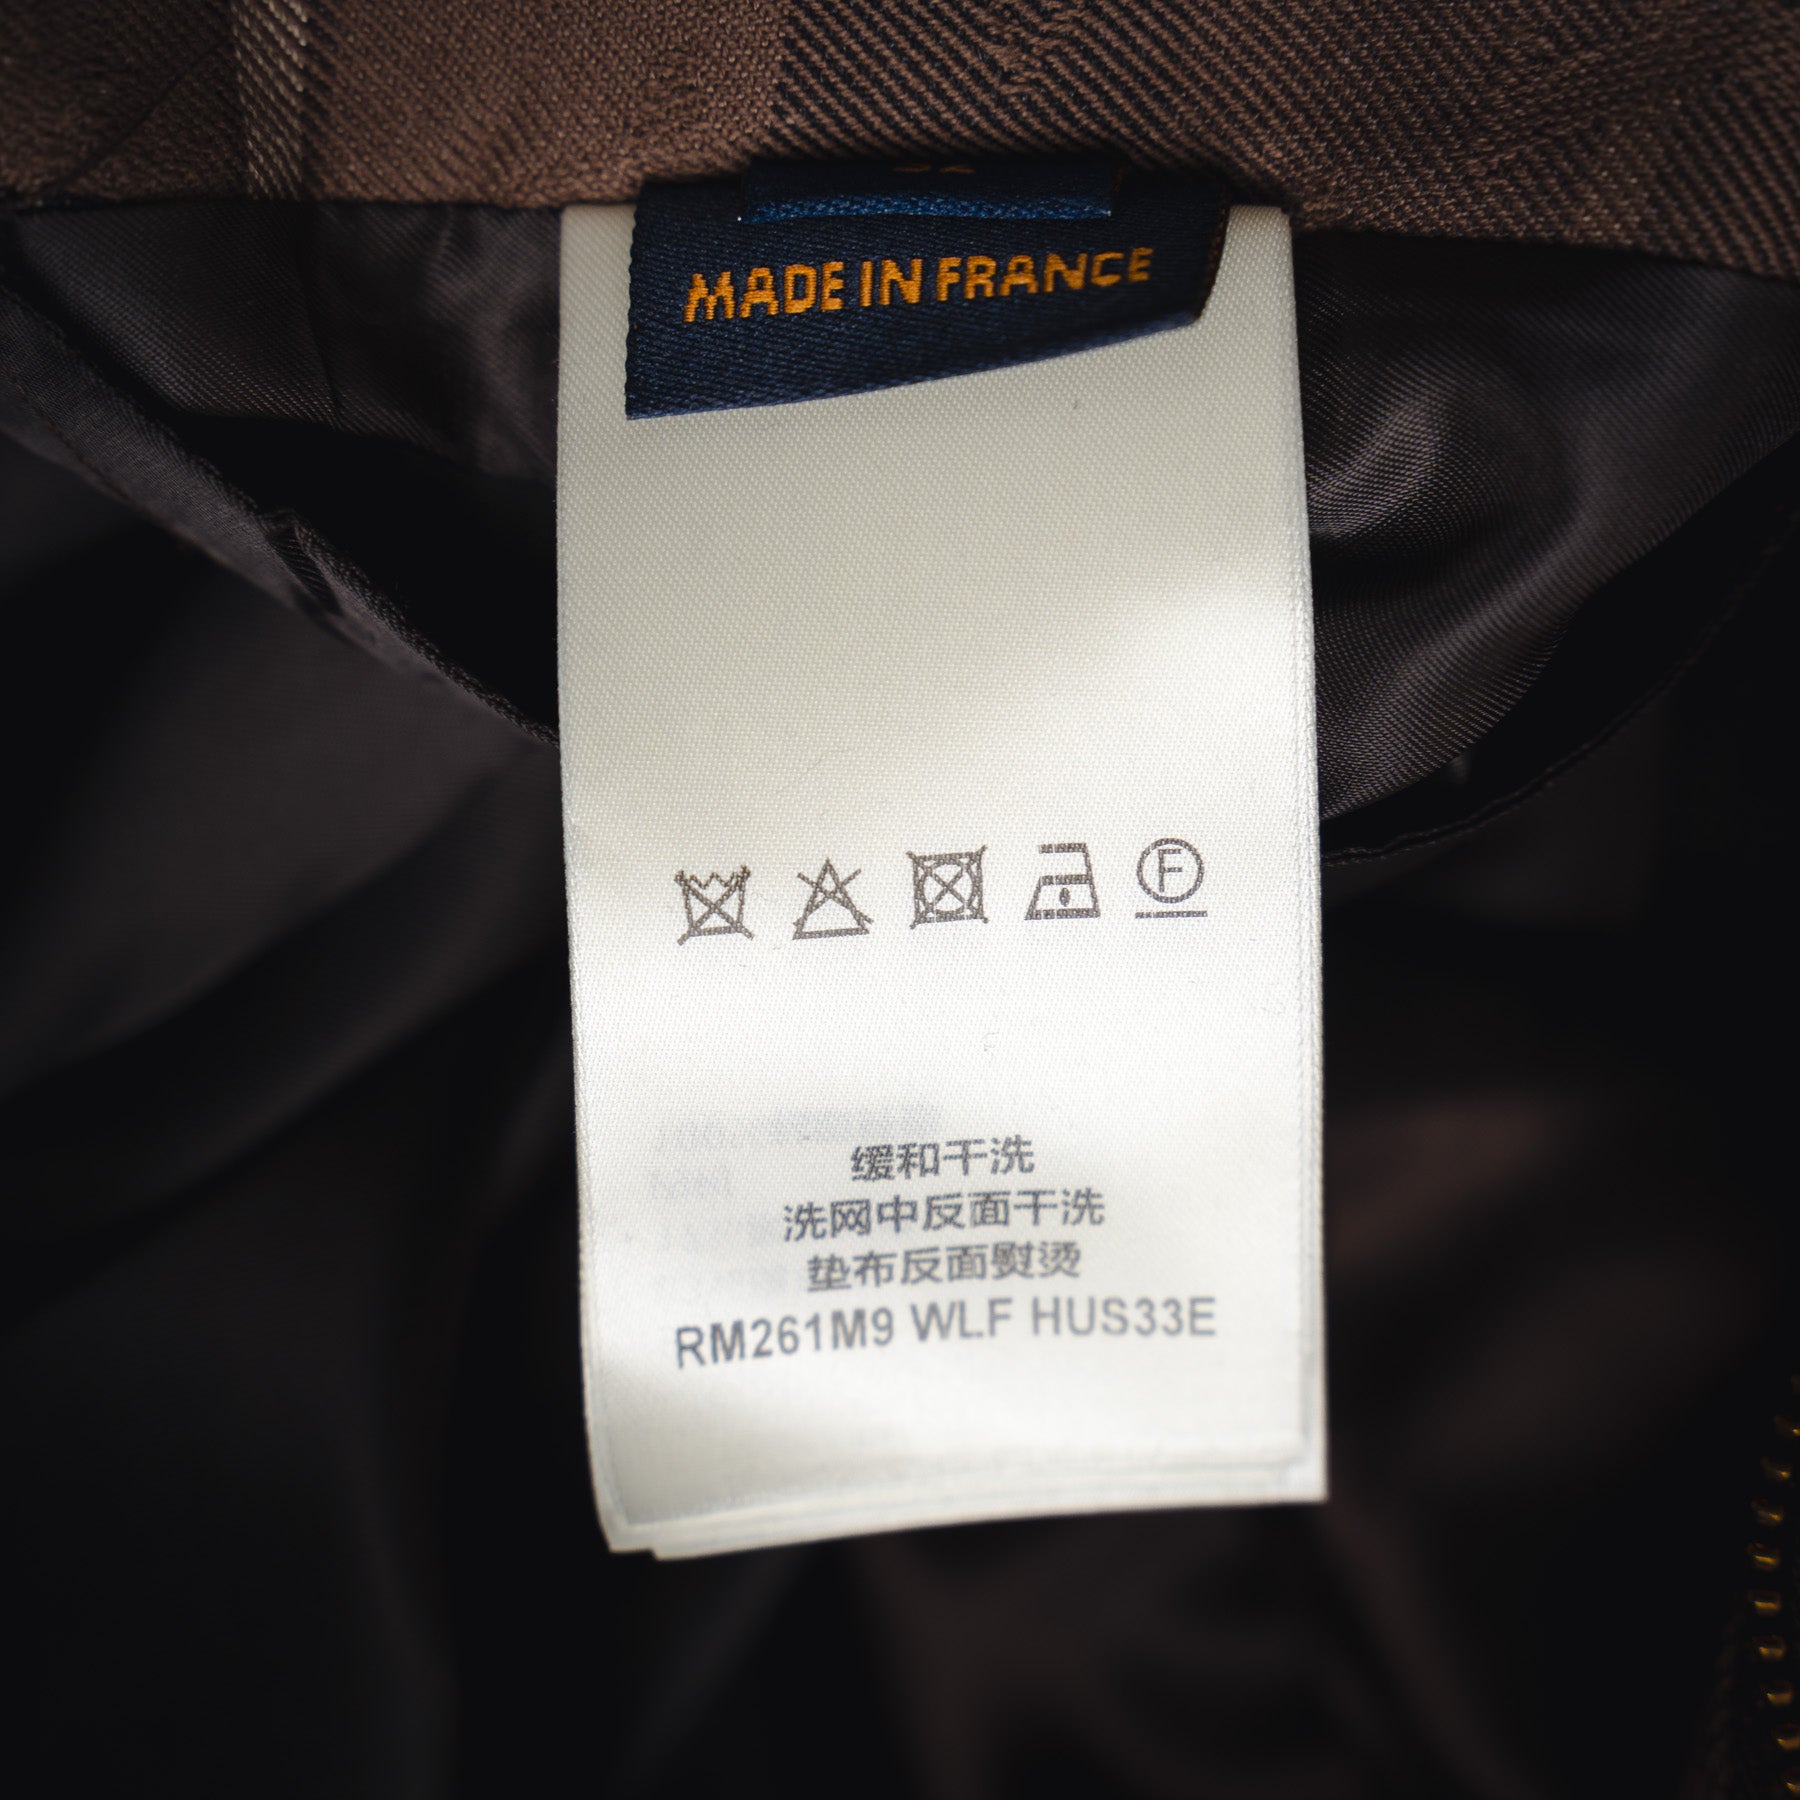 MADE IN FRANCE
F
缓和干洗
洗网中反面干洗
垫布反面熨烫
RM261M9 WLF HUS33E